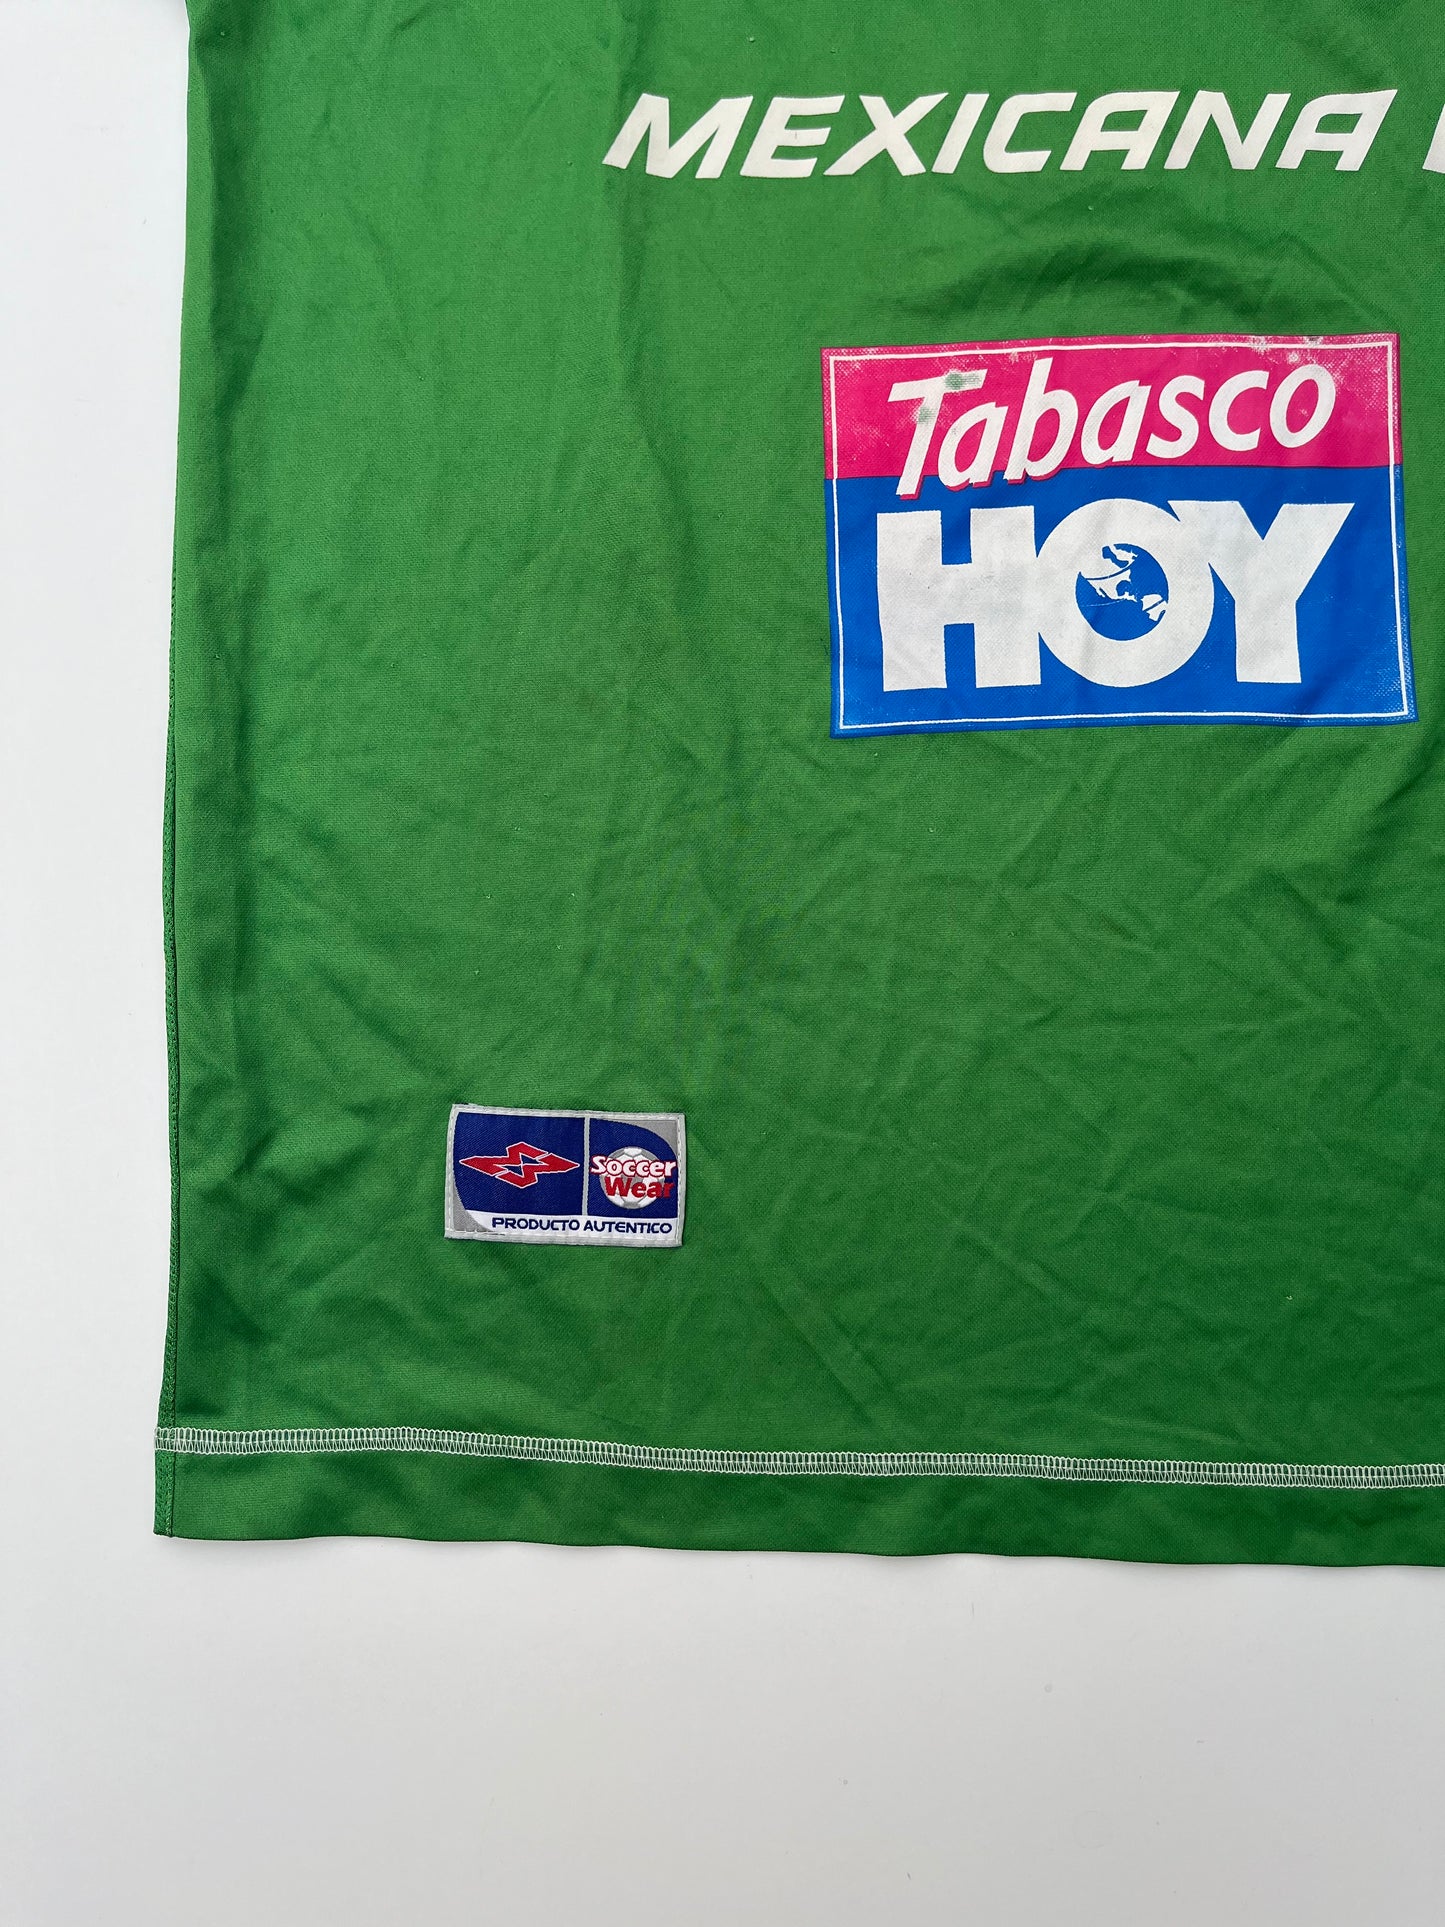 MEXICANA
Tabasco
HOY
Soccer
Wear
PRODUCTO AUTENTICO